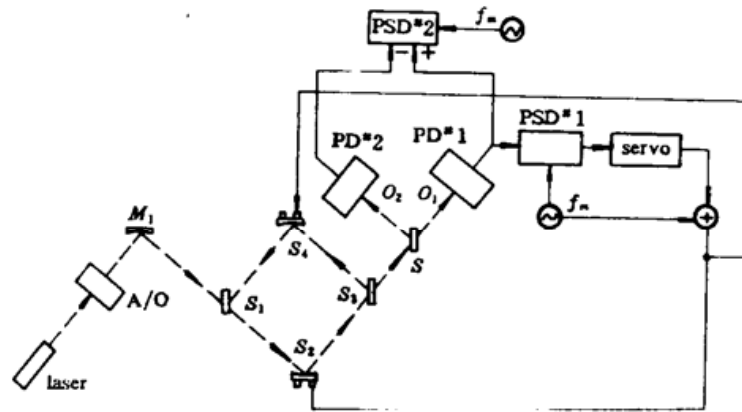 PSD#2
fm
− +
PD#2
PD#1
PSD#1
servo
O2
O1
fm
+
M1
S4
S
A/O
S1
S3
S2
laser